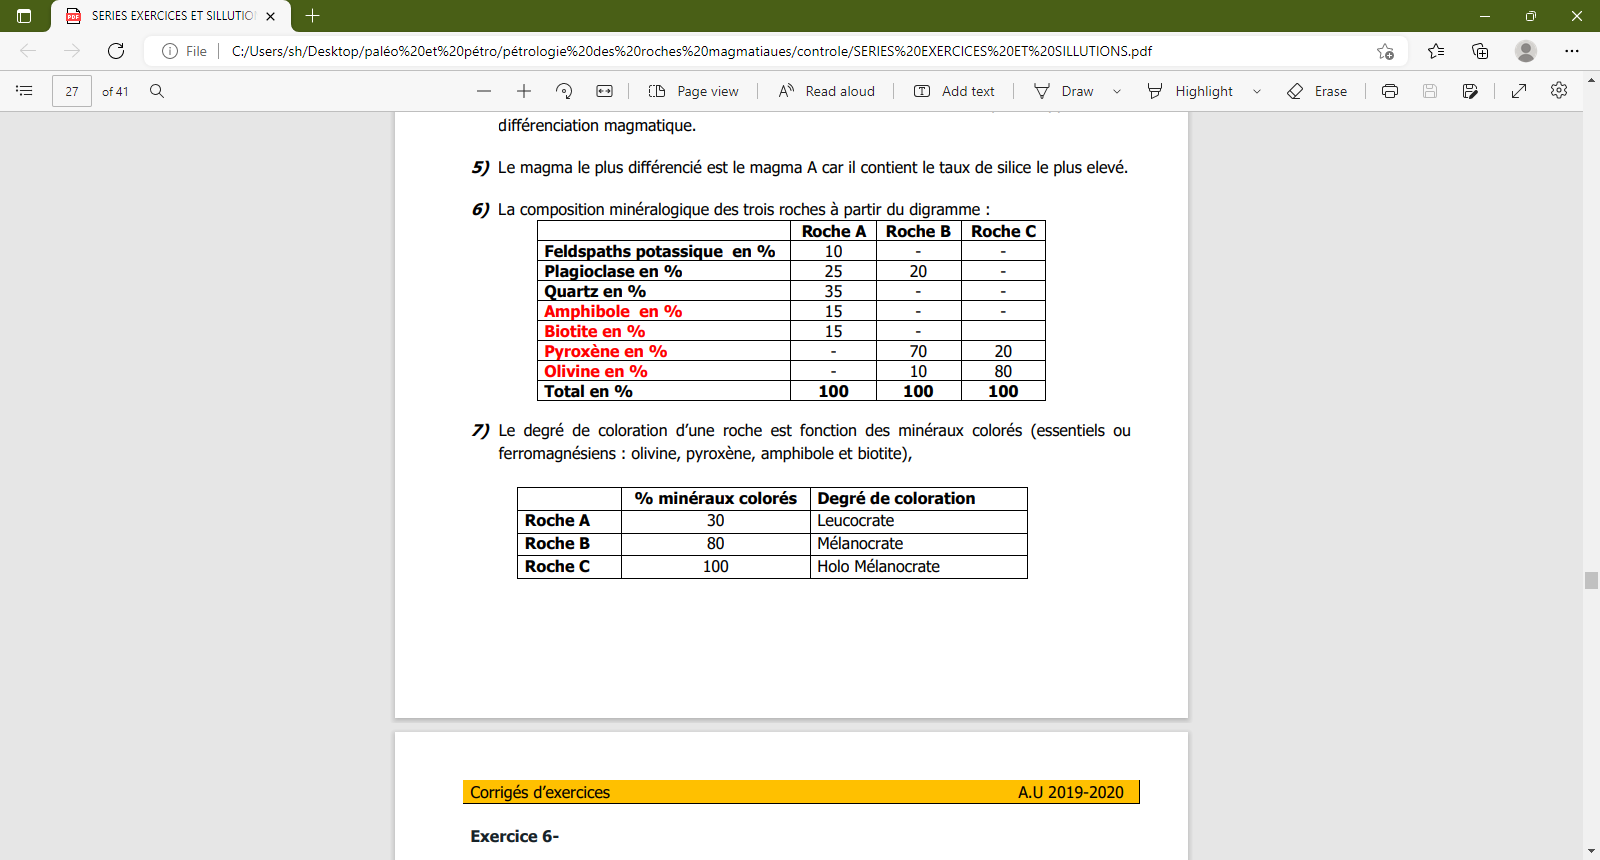 SERIES EXERCICES ET SILLUTIO
File
C:/Users/sh/Desktop/paléo%20et%20pétro/pétrologie%20des%20roches%20magmatiaues/controle/SERIES%20EXERCICES%20ET%20SILLUTIONS.pdf
27 of 41 Page view Read aloud Add text Draw Highlight Erase
différenciation magmatique.
5) Le magma le plus différencié est le magma A car il contient le taux de silice le plus elevé.
6) La composition minéralogique des trois roches à partir du digramme :
Roche A Roche B Roche C
Feldspaths potassique en % 10 - -
Plagioclase en % 25 20 -
Quartz en % 35 - -
Amphibole en % 15 - -
Biotite en % 15 -
Pyroxène en % - 70 20
Olivine en % - 10 80
Total en % 100 100 100
7) Le degré de coloration d’une roche est fonction des minéraux colorés (essentiels ou
ferromagnésiens : olivine, pyroxène, amphibole et biotite),
% minéraux colorés Degré de coloration
Roche A 30 Leucocrate
Roche B 80 Mélanocrate
Roche C 100 Holo Mélanocrate
Corrigés d’exercices A.U 2019-2020
Exercice 6-